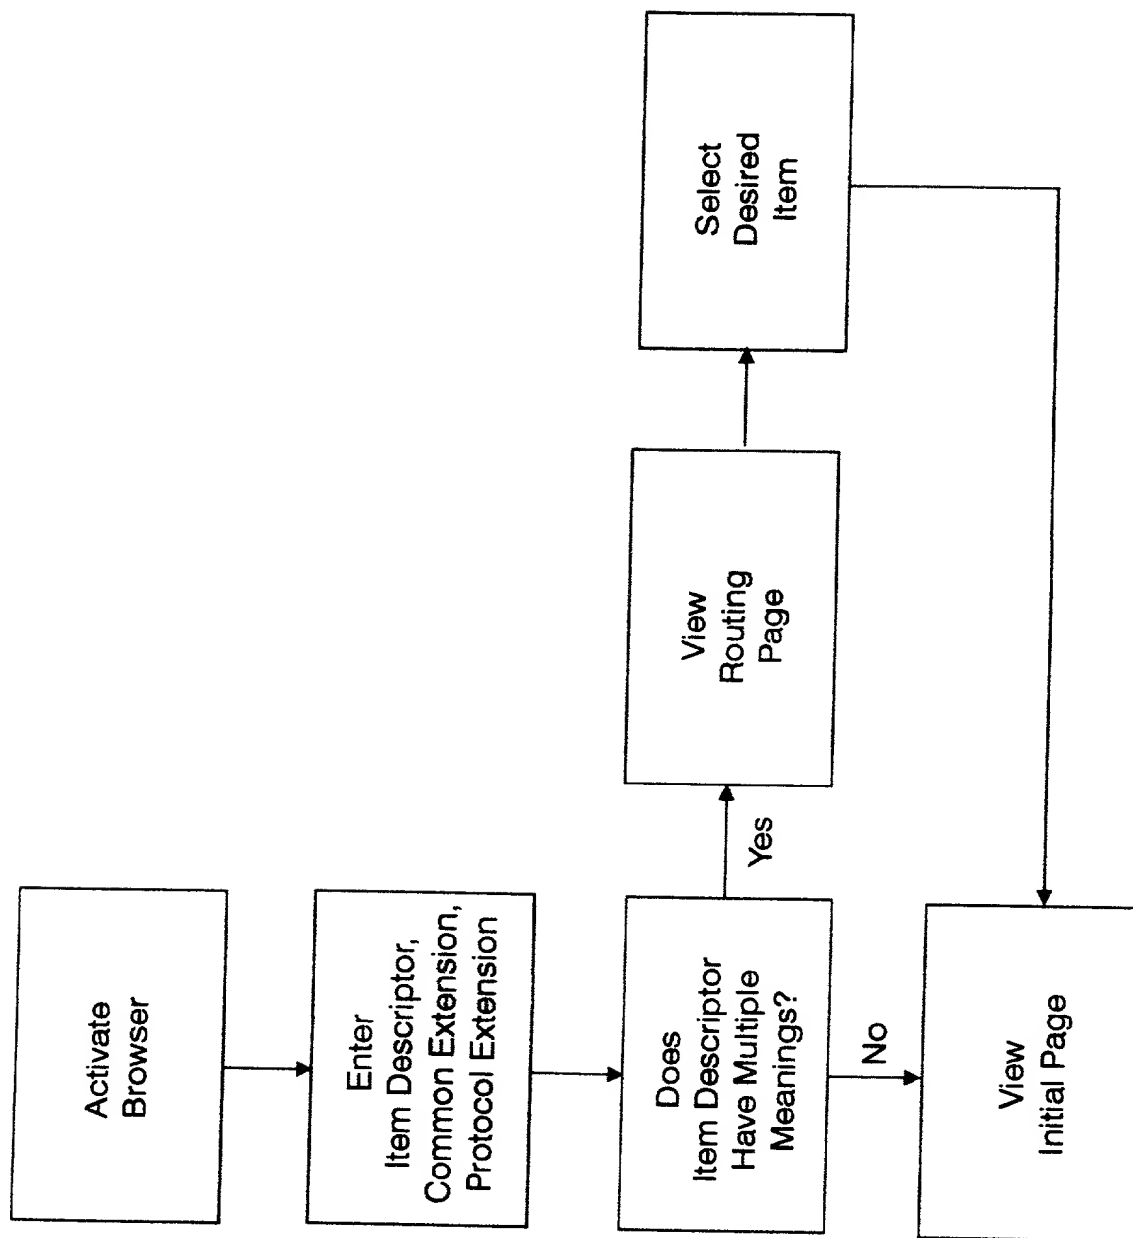 Activate
Browser
Enter
Item Descriptor,
Common Extension,
Protocol Extension
Does
Item Descriptor
Have Multiple
Meanings?
Yes
No
View
Routing
Page
Select
Desired
Item
View
Initial Page